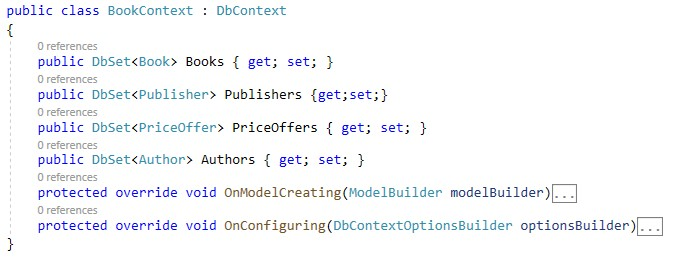 public class BookContext : DbContext
{
0 references
public DbSet<Book> Books { get; set; }
0 references
public DbSet<Publisher> Publishers {get;set;}
0 references
public DbSet<PriceOffer> PriceOffers { get; set; }
0 references
public DbSet<Author> Authors { get; set; }
0 references
protected override void OnModelCreating(ModelBuilder modelBuilder)...
0 references
protected override void OnConfiguring(DbContextOptionsBuilder optionsBuilder)...
}